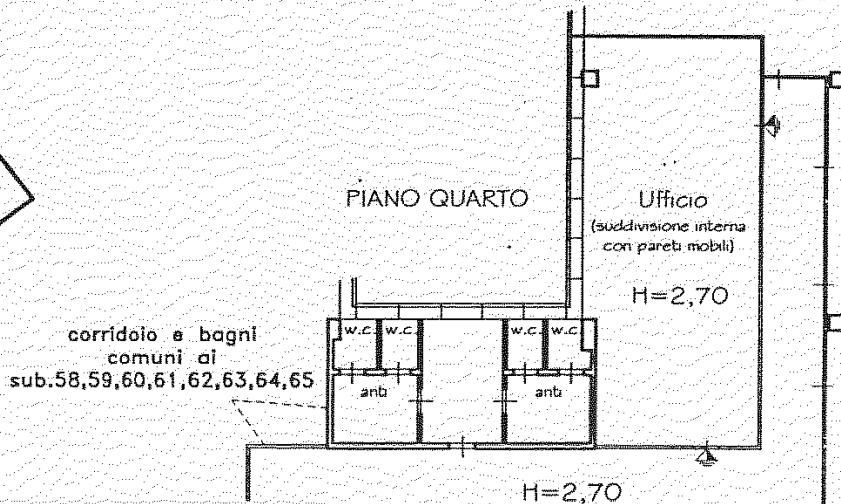 PIANO QUARTO
Ufficio
(suddivisione interna
con pareti mobili)
H=2,70
corridoio e bagni
comuni ai
sub.58,59,60,61,62,63,64,65
w.c.
w.c.
w.c.
w.c.
anti
anti
H=2,70